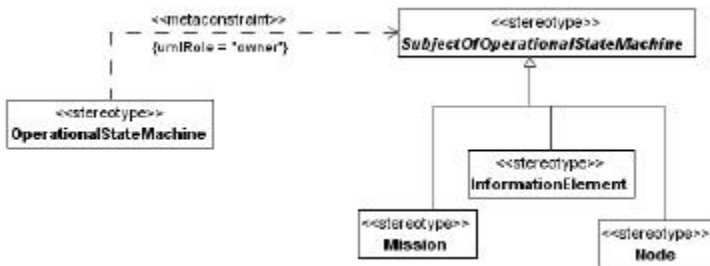 <<metaconstraint>>
{umlRole = "owner"}
<<stereotype>>
SubjectOfOperationalStateMachine
<<stereotype>>
OperationalStateMachine
<<stereotype>>
InformationElement
<<stereotype>>
Mission
<<stereotype>>
Node